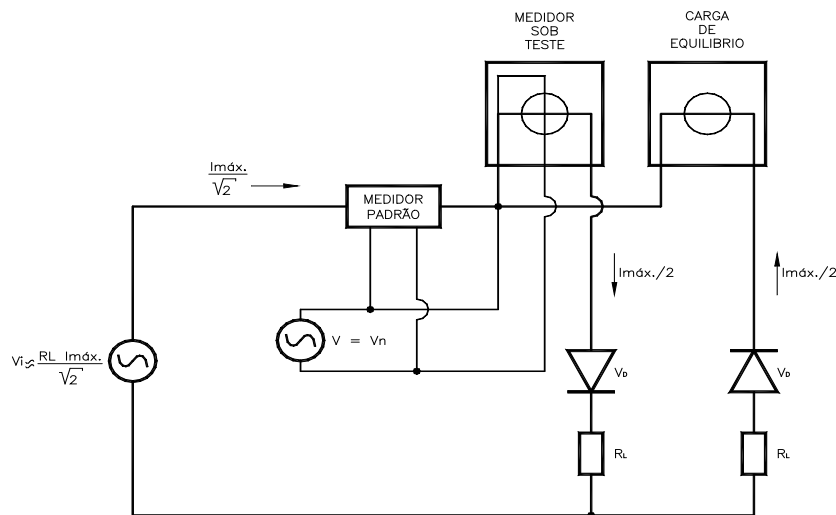 MEDIDOR
SOB
TESTE
CARGA
DE
EQUILIBRIO
Imáx.
√2
MEDIDOR
PADRÃO
Imáx./2
Imáx./2
V = Vn
Vi≈ RL Imáx.
√2
VD
VD
RL
RL